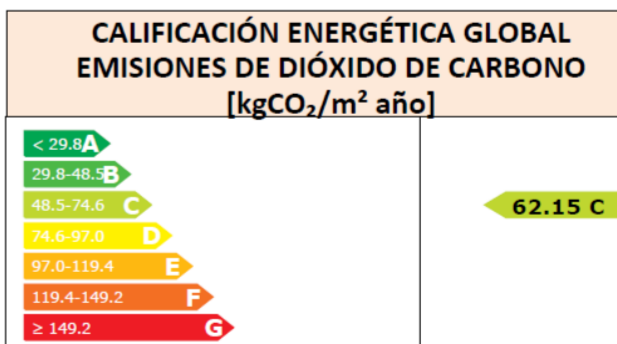 CALIFICACIÓN ENERGÉTICA GLOBAL
EMISIONES DE DIÓXIDO DE CARBONO
[kgCO₂/m² año]
< 29.8 A
29.8-48.5 B
48.5-74.6 C
62.15 C
74.6-97.0 D
97.0-119.4 E
119.4-149.2 F
≥ 149.2 G